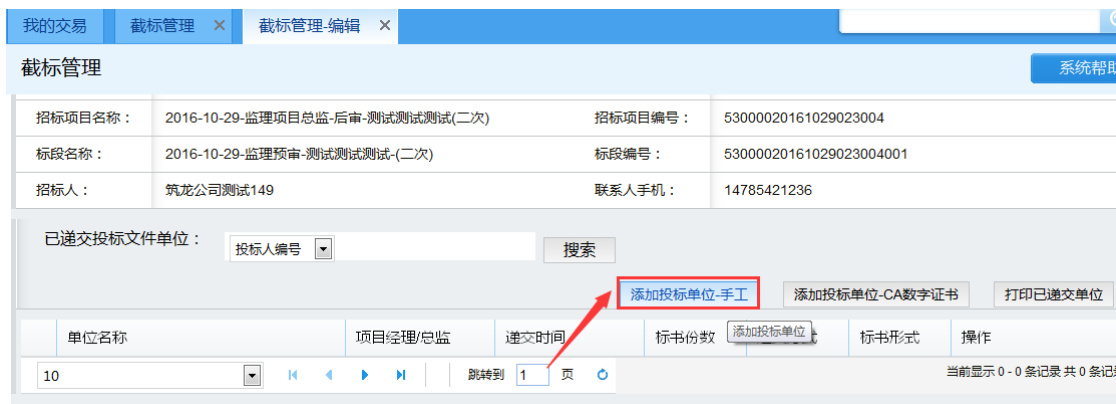 我的交易 截标管理 × 截标管理-编辑 ×
截标管理 系统帮助
招标项目名称： 2016-10-29-监理项目总监-后审-测试测试测试(二次) 招标项目编号： 53000020161029023004
标段名称： 2016-10-29-监理预审-测试测试测试-(二次) 标段编号： 53000020161029023004001
招标人： 筑龙公司测试149 联系人手机： 14785421236
已递交投标文件单位： 投标人编号 搜索
添加投标单位-手工 添加投标单位-CA数字证书 打印已递交单位
单位名称 项目经理/总监 递交时间 标书份数 添加投标单位 标书形式 操作
10 跳转到 1 页 当前显示 0 - 0 条记录 共 0 条记